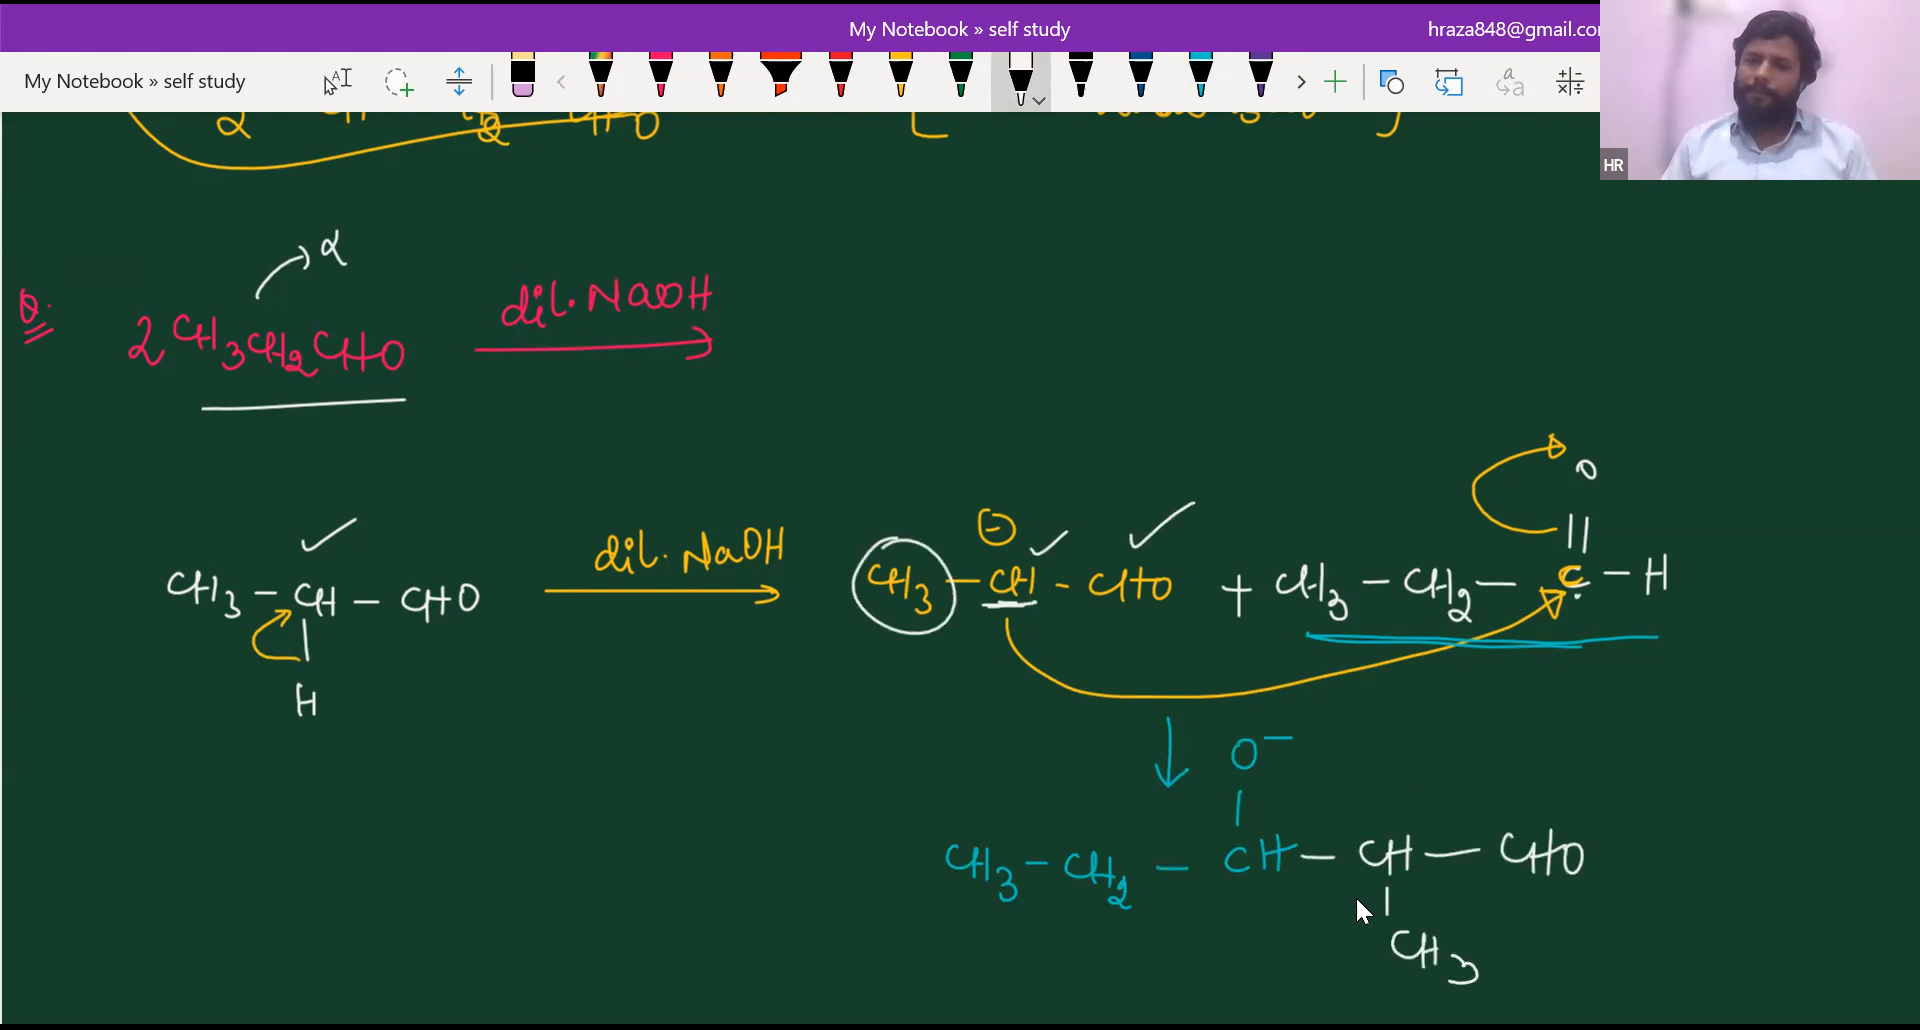 My Notebook » self study
hraza848@gmail.co
My Notebook » self study
HR
α CHO
Q. 2CH3CH2CHO dil. NaOH
α
O
||
CH3 - CH - CHO dil. NaOH CH3 - CH - CHO + CH3 - CH2 - C - H
⊖
|
H
O⁻
|
CH3 - CH2 - CH - CH - CHO
|
CH3